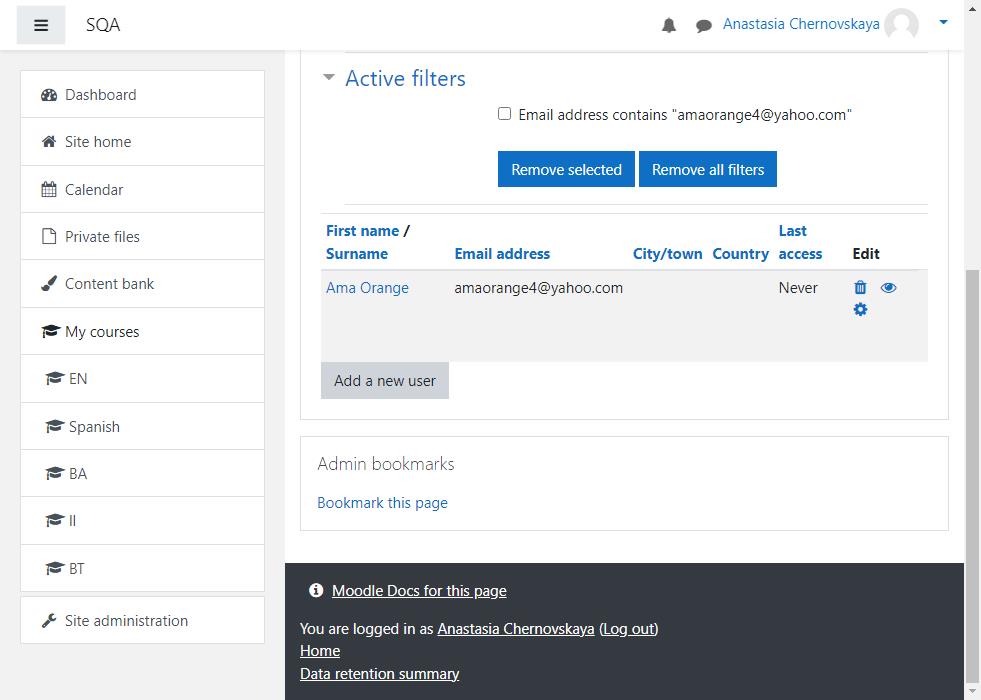 SQA
Anastasia Chernovskaya
Dashboard
Site home
Calendar
Private files
Content bank
My courses
EN
Spanish
BA
II
BT
Site administration
Active filters
Email address contains "amaorange4@yahoo.com"
Remove selected Remove all filters
First name / Surname Email address City/town Country Last access Edit
Ama Orange amaorange4@yahoo.com Never
Add a new user
Admin bookmarks
Bookmark this page
Moodle Docs for this page
You are logged in as Anastasia Chernovskaya (Log out)
Home
Data retention summary